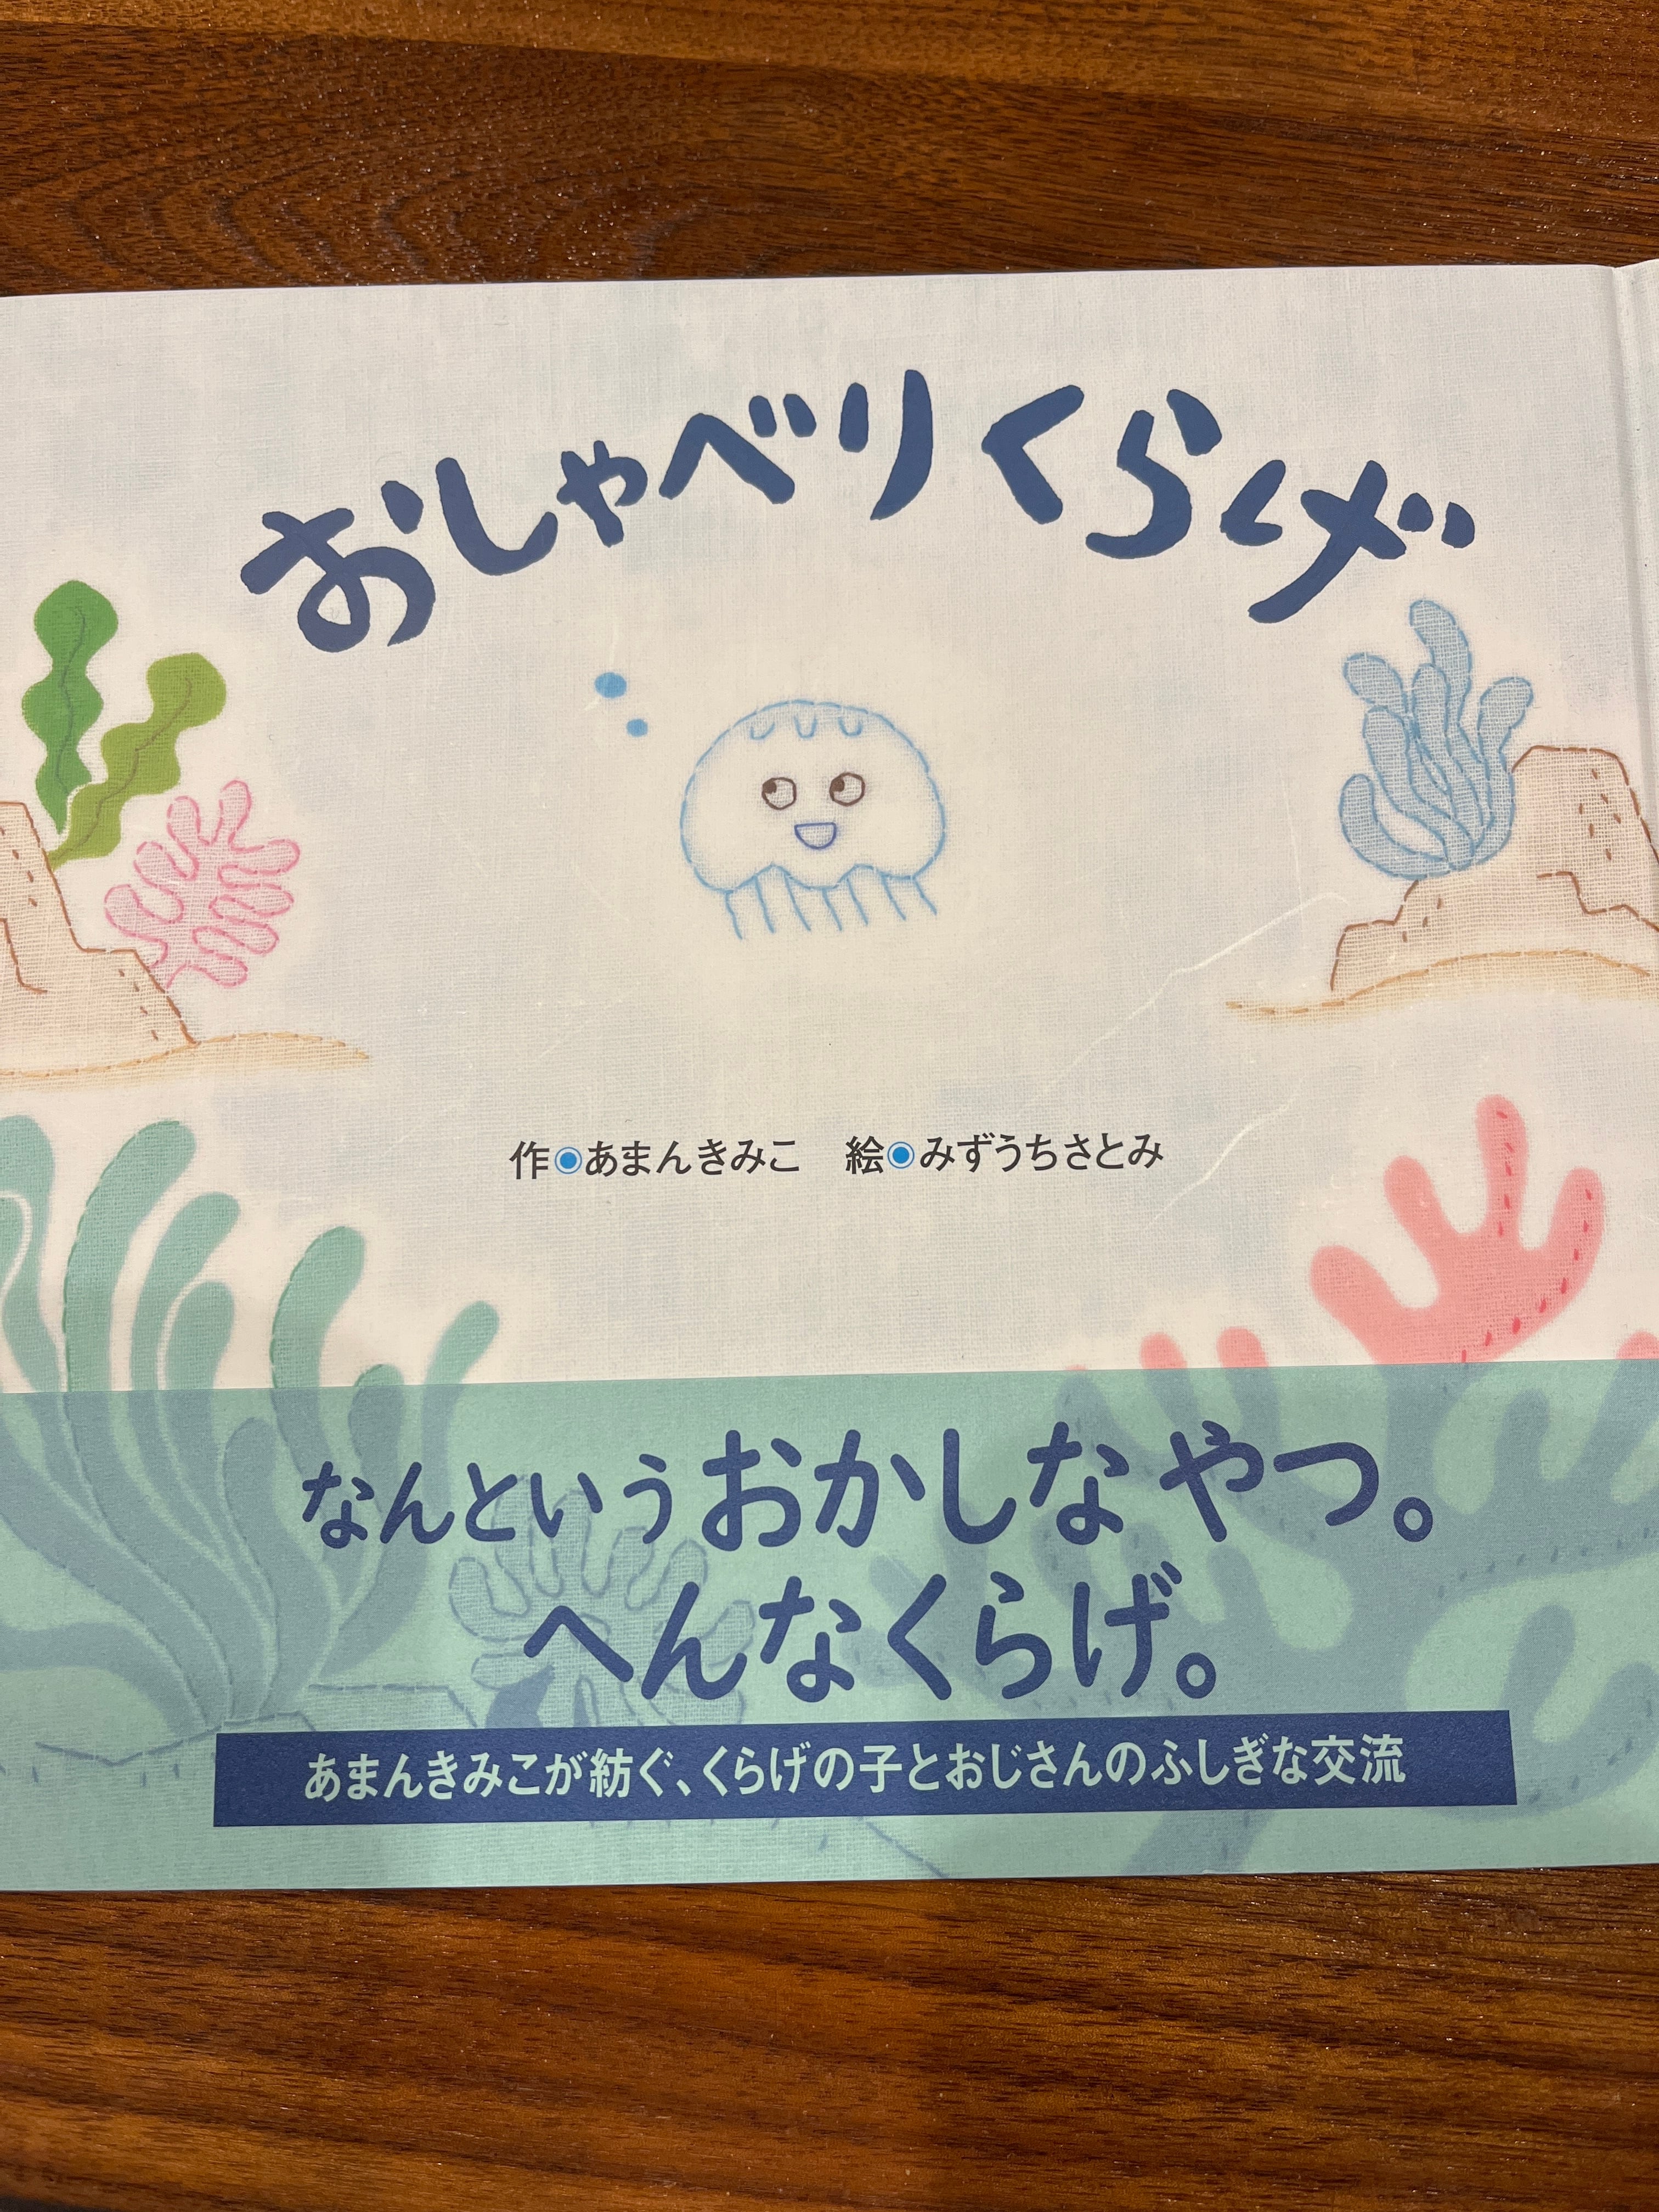 おしゃべりくらげ
作◉あまんきみこ　絵◉みずうちさとみ
なんというおかしなやつ。
へんなくらげ。
あまんきみこが紡ぐ、くらげの子とおじさんのふしぎな交流